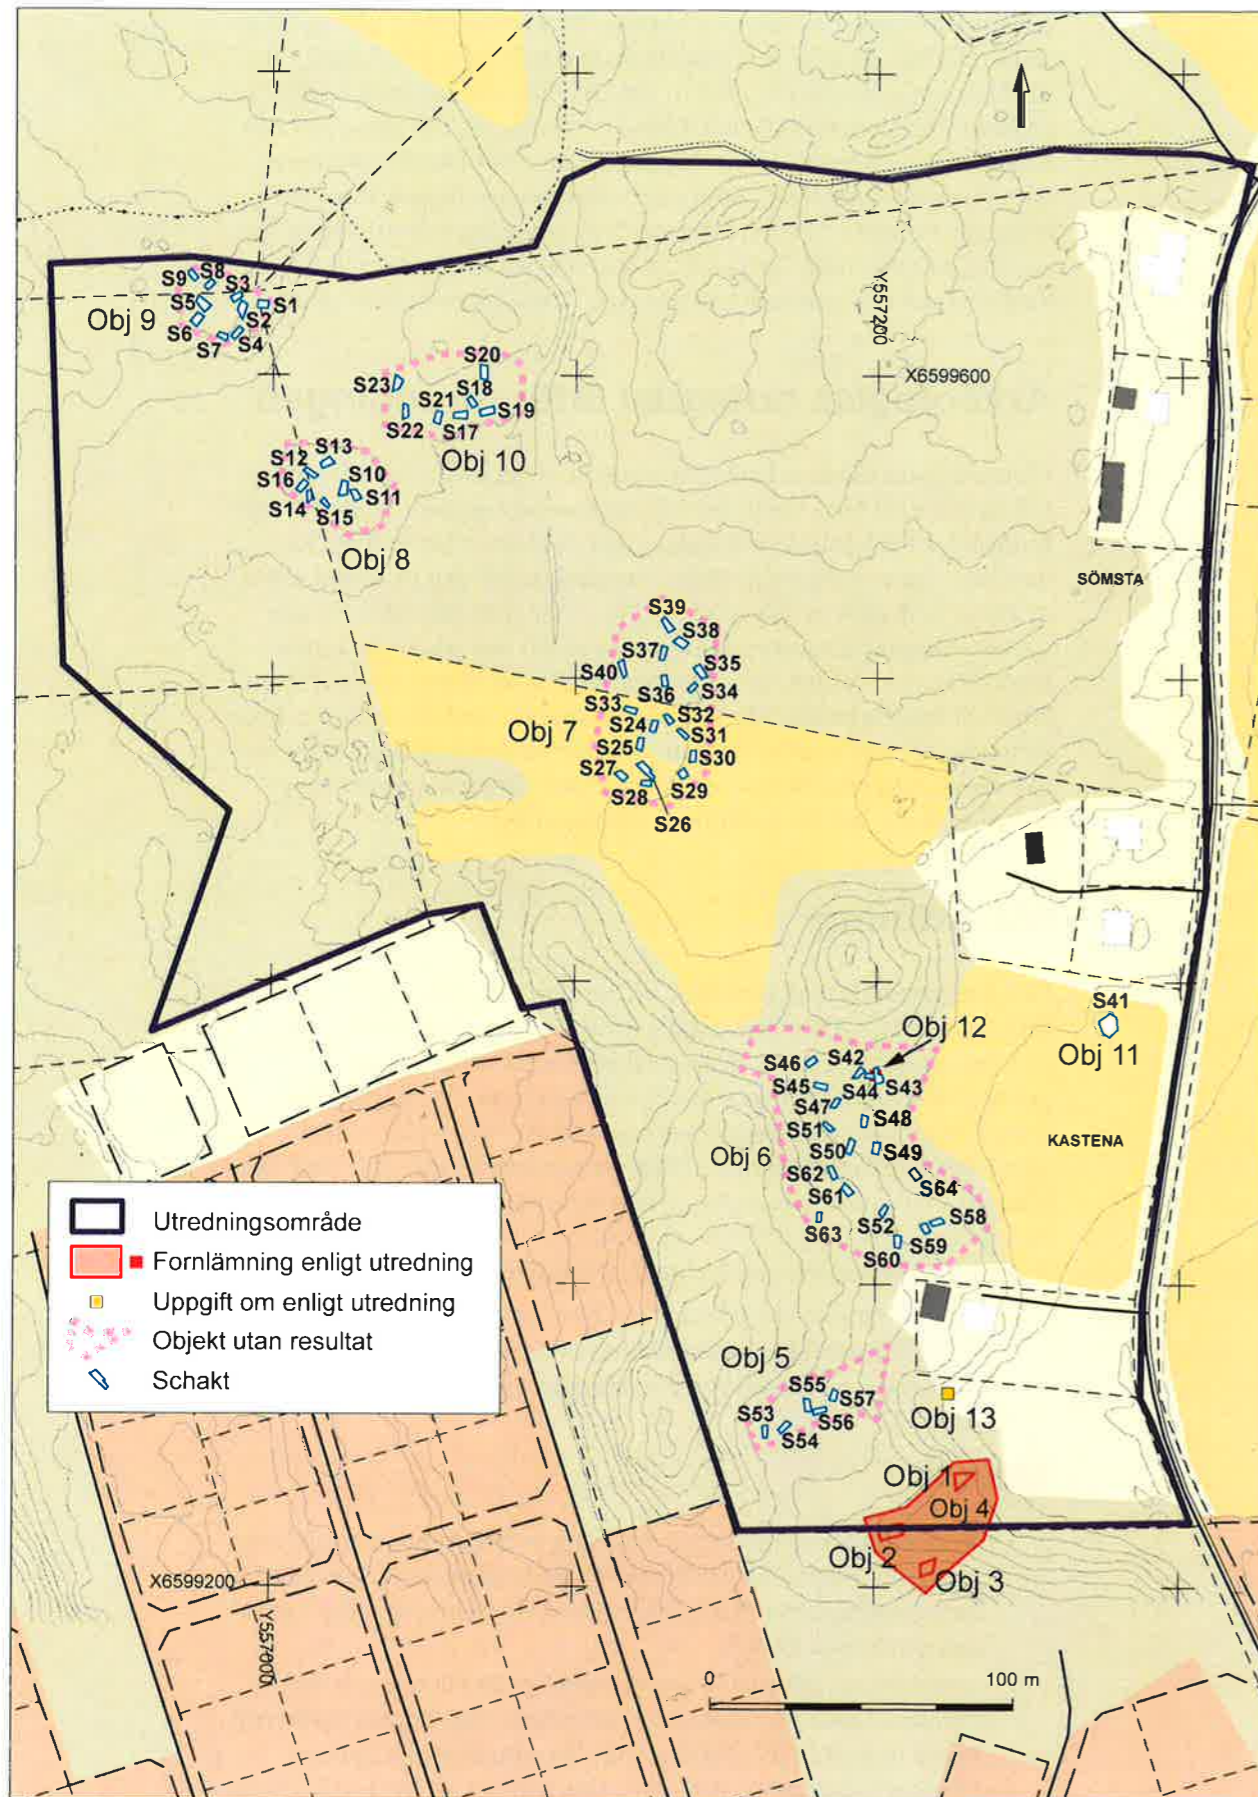 S9
S8
S3
S1
S5
S2
Obj 9
S6
S7
S4
Y557200
X6599600
S20
S23
S18
S21
S19
S22
S17
Obj 10
S13
S12
S10
S16
S11
S14
S15
Obj 8
SÖMSTA
S39
S38
S37
S35
S40
S34
S36
S33
S32
Obj 7
S24
S31
S25
S30
S27
S29
S28
S26
S41
Obj 11
Obj 12
S46
S42
S43
S45
S44
S47
S48
S51
S50
S49
KASTENA
Obj 6
S62
S64
S61
S52
S58
S63
S59
S60
Utredningsområde
Fornlämning enligt utredning
Uppgift om enligt utredning
Objekt utan resultat
Schakt
Obj 5
S55
S57
S53
S56
S54
Obj 13
Obj 1
Obj 4
Obj 2
Obj 3
X6599200
Y557000
0 100 m